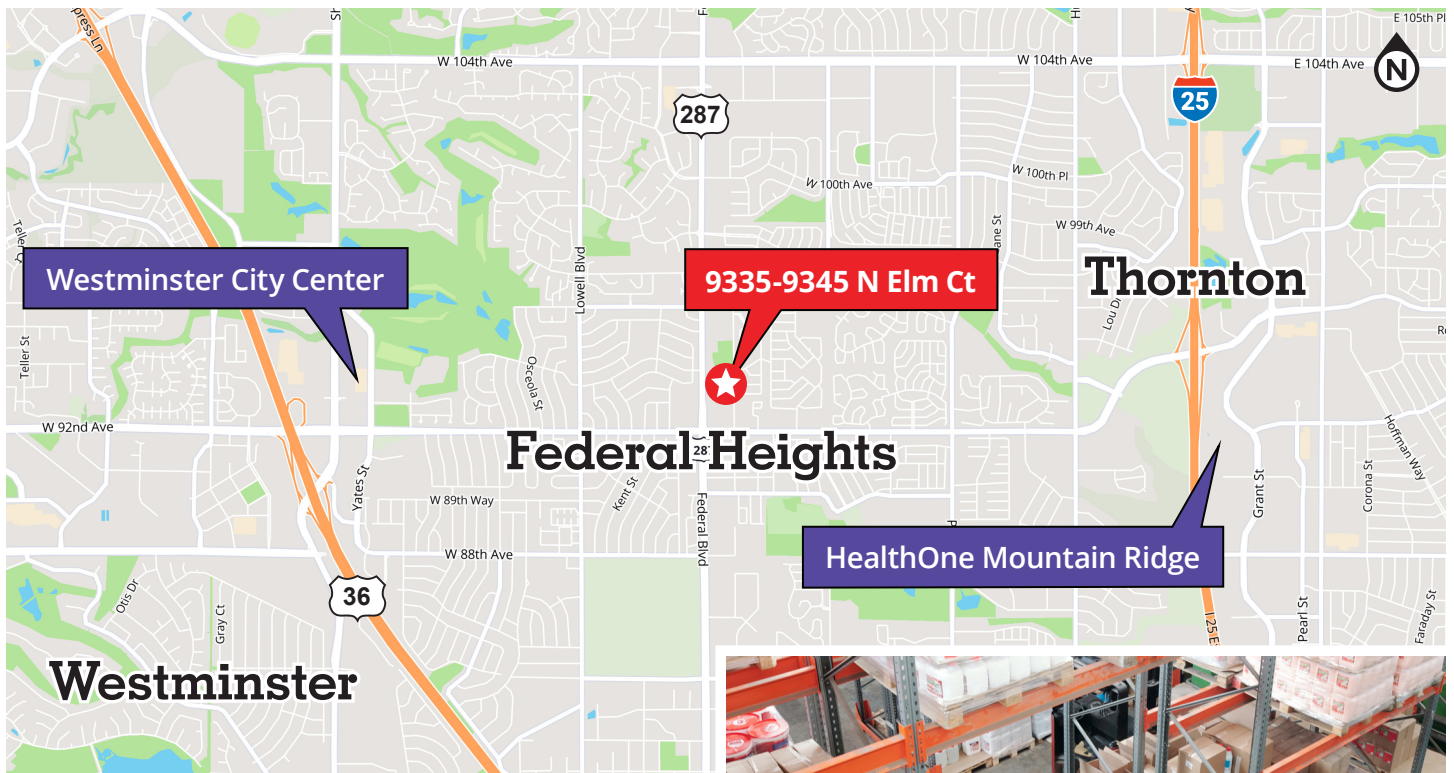 E 105th Pl
W 104th Ave
W 104th Ave
E 104th Ave
N
287
25
W 100th Ave
W 100th Pl
W 99th Ave
Lowell Blvd
Westminster City Center
9335-9345 N Elm Ct
Thornton
Lou D
Teller St
Osceola St
W 92nd Ave
Federal Heights
28
Yates St
W 89th Way
Kent St
Federal Blvd
Hoffman Way
Corona St
Grant St
W 88th Ave
HealthOne Mountain Ridge
36
Otis Dr
Gray Ct
Pearl St
Faraday St
I 25 E
Westminster